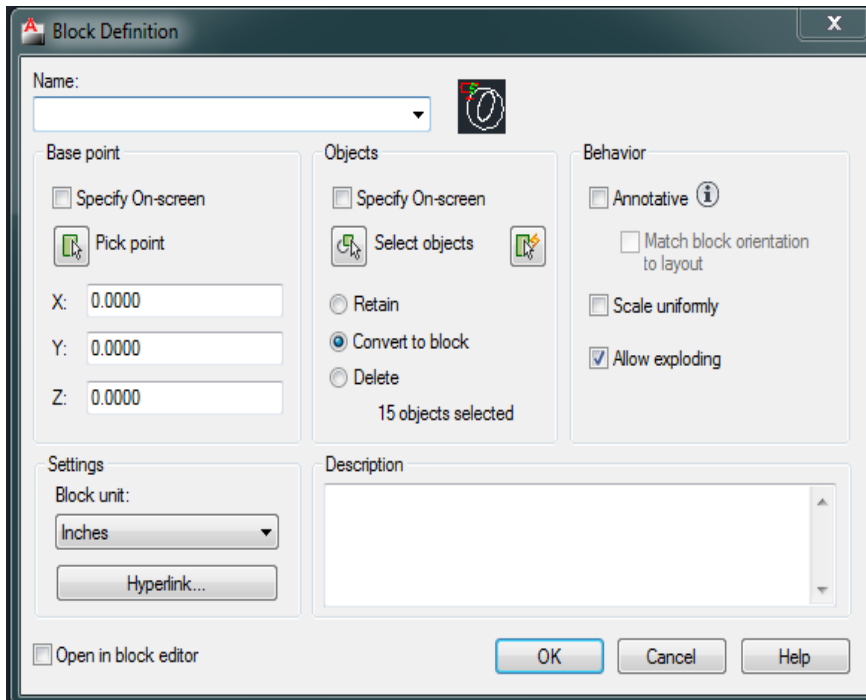 Block Definition
X
Name:
Base point
Specify On-screen
Pick point
X: 0.0000
Y: 0.0000
Z: 0.0000
Objects
Specify On-screen
Select objects
Retain
Convert to block
Delete
15 objects selected
Behavior
Annotative
Match block orientation
to layout
Scale uniformly
Allow exploding
Settings
Block unit:
Inches
Hyperlink...
Description
Open in block editor
OK
Cancel
Help